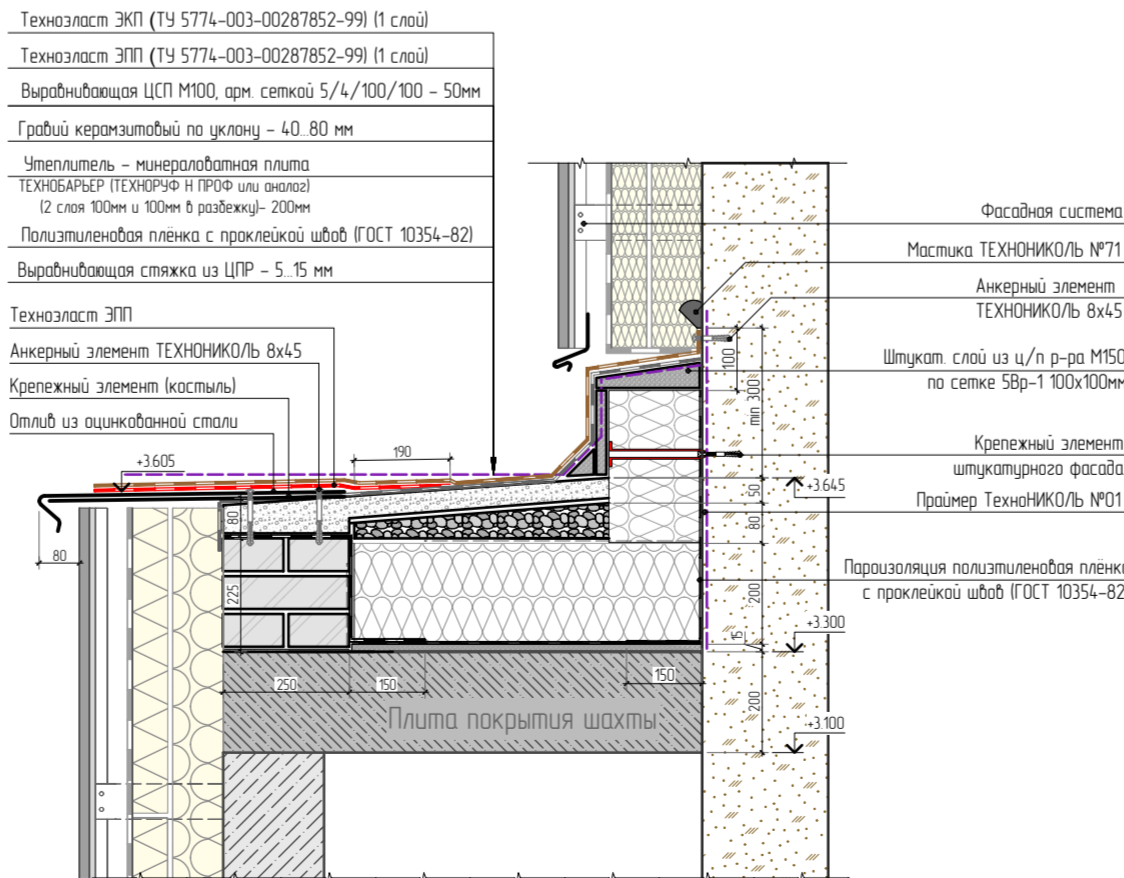 Техноэласт ЭКП (ТУ 5774-003-00287852-99) (1 слой)
Техноэласт ЭПП (ТУ 5774-003-00287852-99) (1 слой)
Выравнивающая ЦСП М100, арм. сеткой 5/4/100/100 - 50мм
Гравий керамзитовый по уклону - 40...80 мм
Утеплитель - минераловатная плита
ТЕХНОБАРЬЕР (ТЕХНОРУФ Н ПРОФ или аналог)
(2 слоя 100мм и 100мм в разбежку)- 200мм
Полиэтиленовая плёнка с проклейкой швов (ГОСТ 10354-82)
Выравнивающая стяжка из ЦПР - 5...15 мм
Техноэласт ЭПП
Анкерный элемент ТЕХНОНИКОЛЬ 8х45
Крепежный элемент (костыль)
Отлив из оцинкованной стали
Фасадная система
Мастика ТЕХНОНИКОЛЬ №71
Анкерный элемент
ТЕХНОНИКОЛЬ 8х45
Штукат. слой из ц/п р-ра М150
по сетке 5Вр-1 100х100мм
Крепежный элемент
штукатурного фасада
Праймер ТехноНИКОЛЬ №01
Пароизоляция полиэтиленовая плёнка
с проклейкой швов (ГОСТ 10354-82
+3.605
190
100
min 300
+3.645
50
80
80
80
225
200
15
+3.300
250
150
150
200
+3.100
Плита покрытия шахты